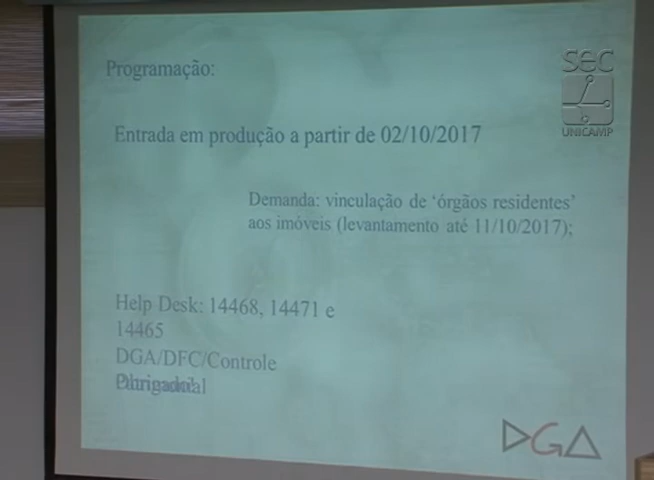 Programação:
sec
UNICAMP
Entrada em produção a partir de 02/10/2017
Demanda: vinculação de ‘órgãos residentes’
aos imóveis (levantamento até 11/10/2017);
Help Desk: 14468, 14471 e
14465
DGA/DFC/Controle
DGA